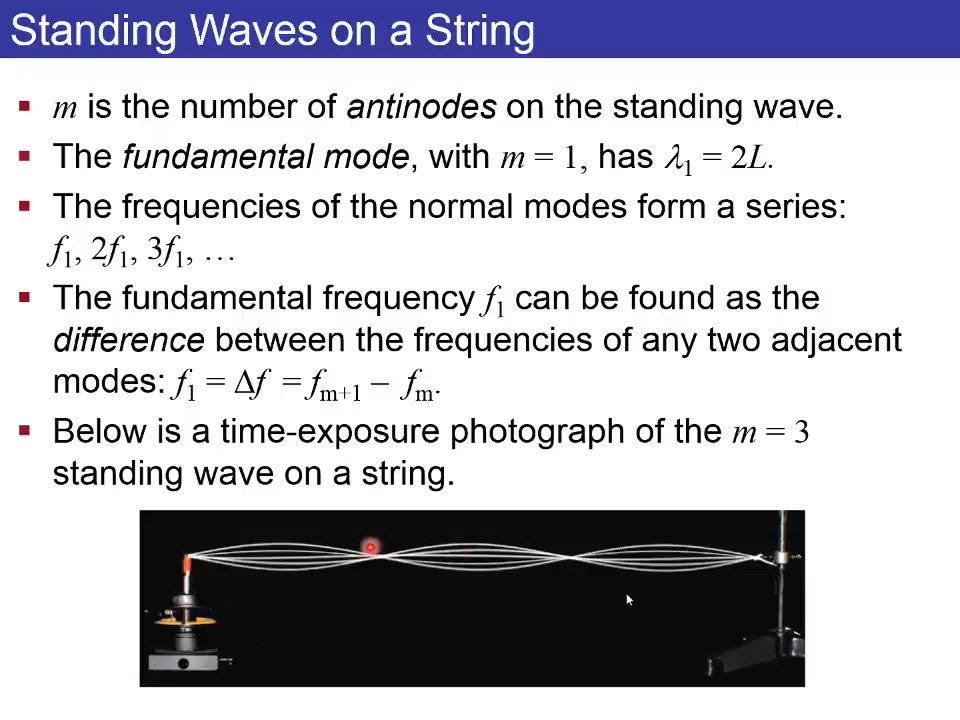 Standing Waves on a String
▪ m is the number of antinodes on the standing wave.
▪ The fundamental mode, with m = 1, has λ₁ = 2L.
▪ The frequencies of the normal modes form a series:
f₁, 2f₁, 3f₁, …
▪ The fundamental frequency f₁ can be found as the
difference between the frequencies of any two adjacent
modes: f₁ = Δf = fₘ₊₁ – fₘ.
▪ Below is a time-exposure photograph of the m = 3
standing wave on a string.